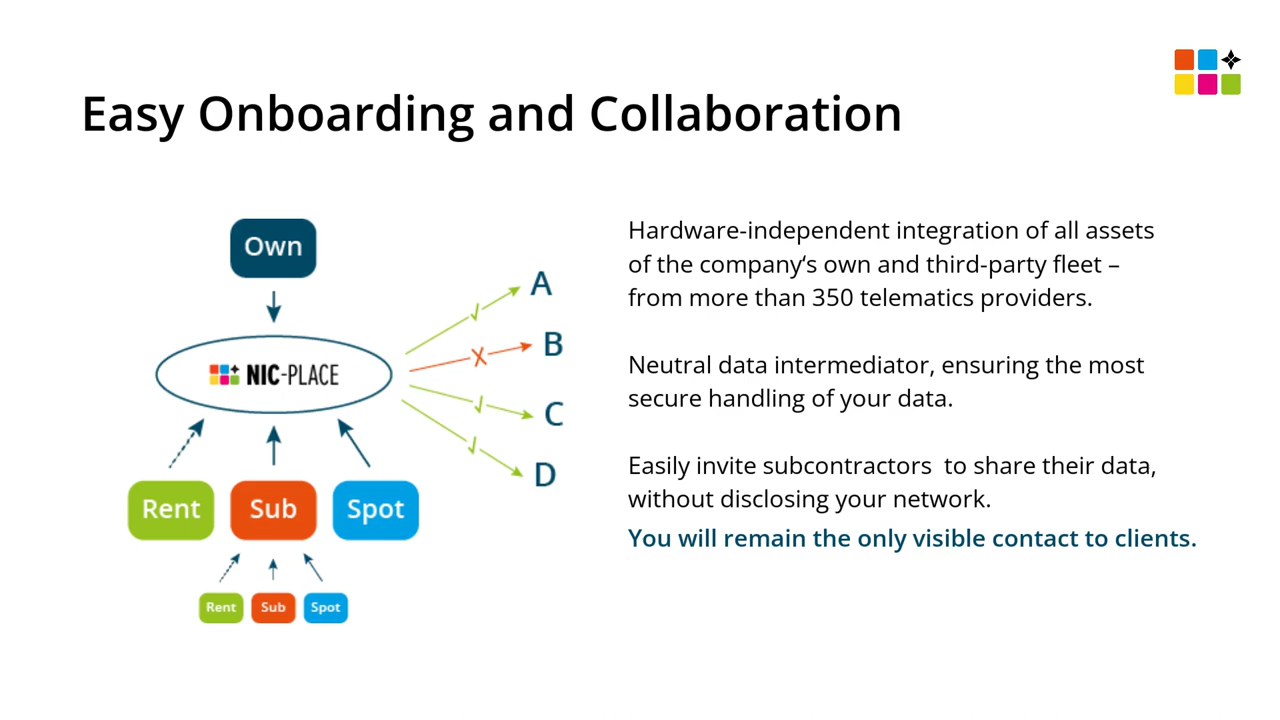 Easy Onboarding and Collaboration
Own
NIC-PLACE
A
B
C
D
Rent
Sub
Spot
Rent
Sub
Spot
Hardware-independent integration of all assets
of the company‘s own and third-party fleet –
from more than 350 telematics providers.
Neutral data intermediator, ensuring the most
secure handling of your data.
Easily invite subcontractors  to share their data,
without disclosing your network.
You will remain the only visible contact to clients.